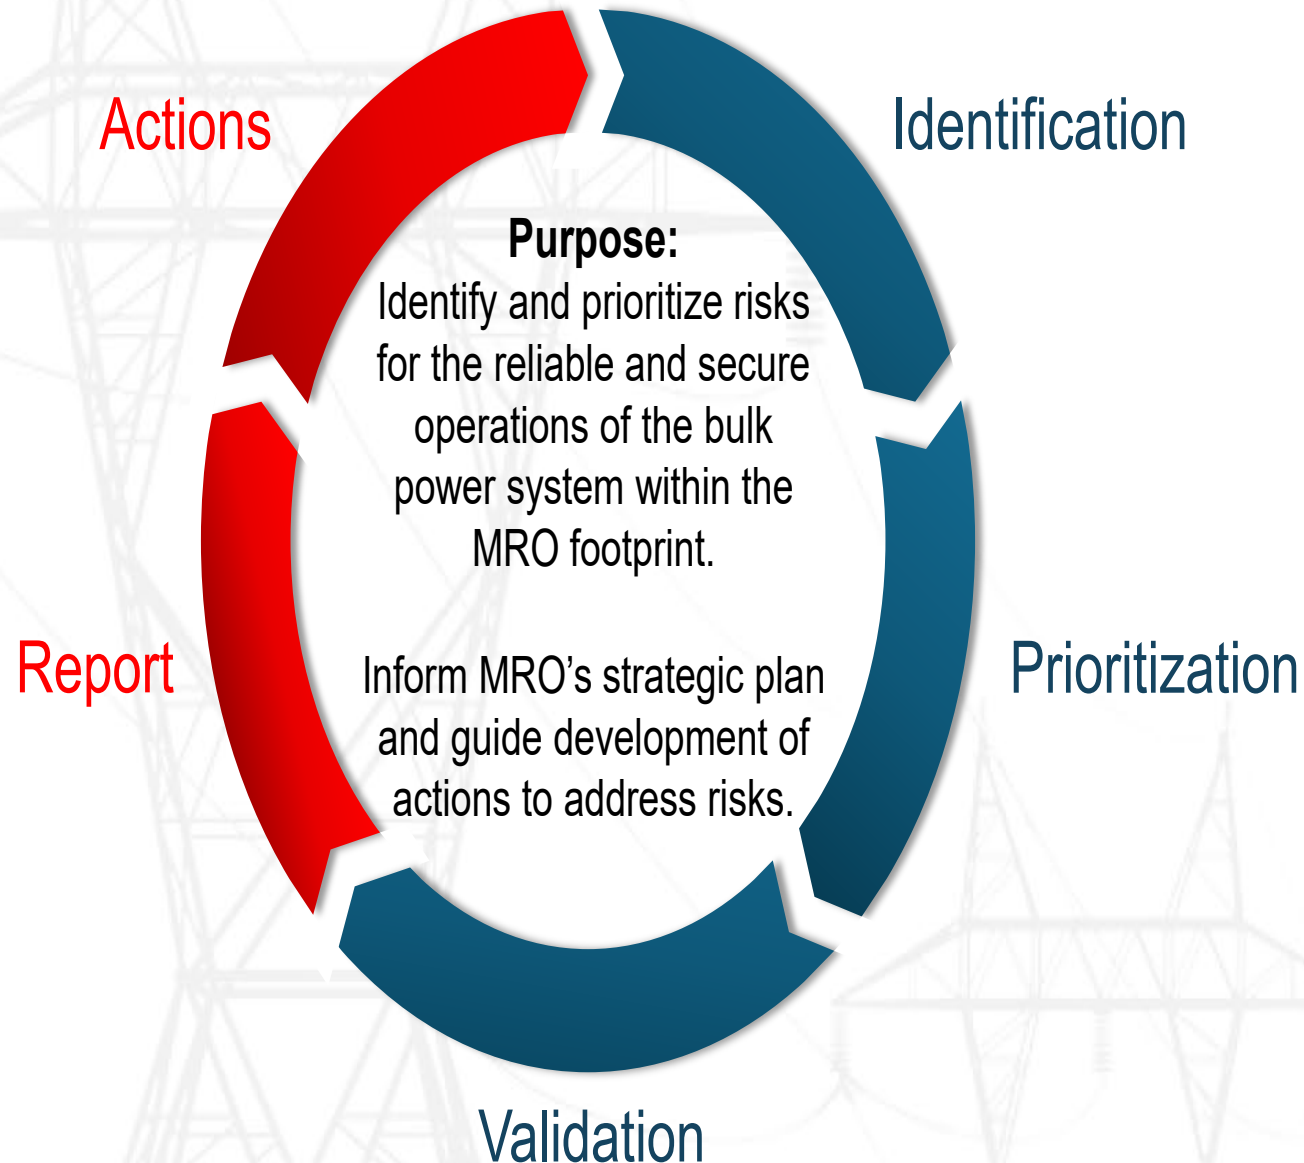 Actions
Identification
Purpose:
Identify and prioritize risks
for the reliable and secure
operations of the bulk
power system within the
MRO footprint.
Inform MRO’s strategic plan
and guide development of
actions to address risks.
Report
Prioritization
Validation